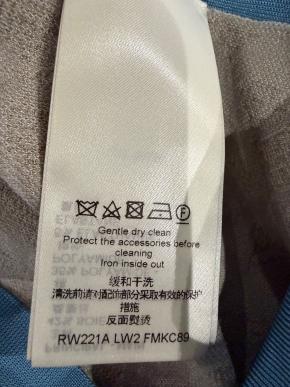 Gentle dry clean
Protect the accessories before
cleaning
Iron inside out
缓和干洗
清洗前请对配饰部分采取有效的保护
措施
反面熨烫
RW221A LW2 FMKC89